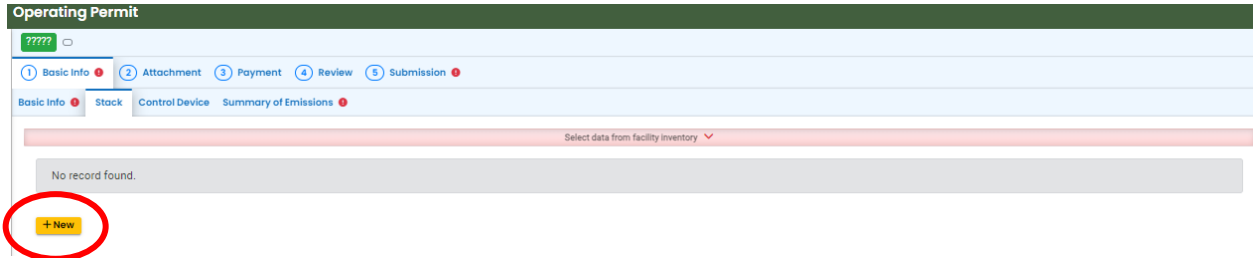 Operating Permit
?????
1 Basic Info 2 Attachment 3 Payment 4 Review 5 Submission
Basic Info Stack Control Device Summary of Emissions
Select data from facility inventory
No record found.
+ New